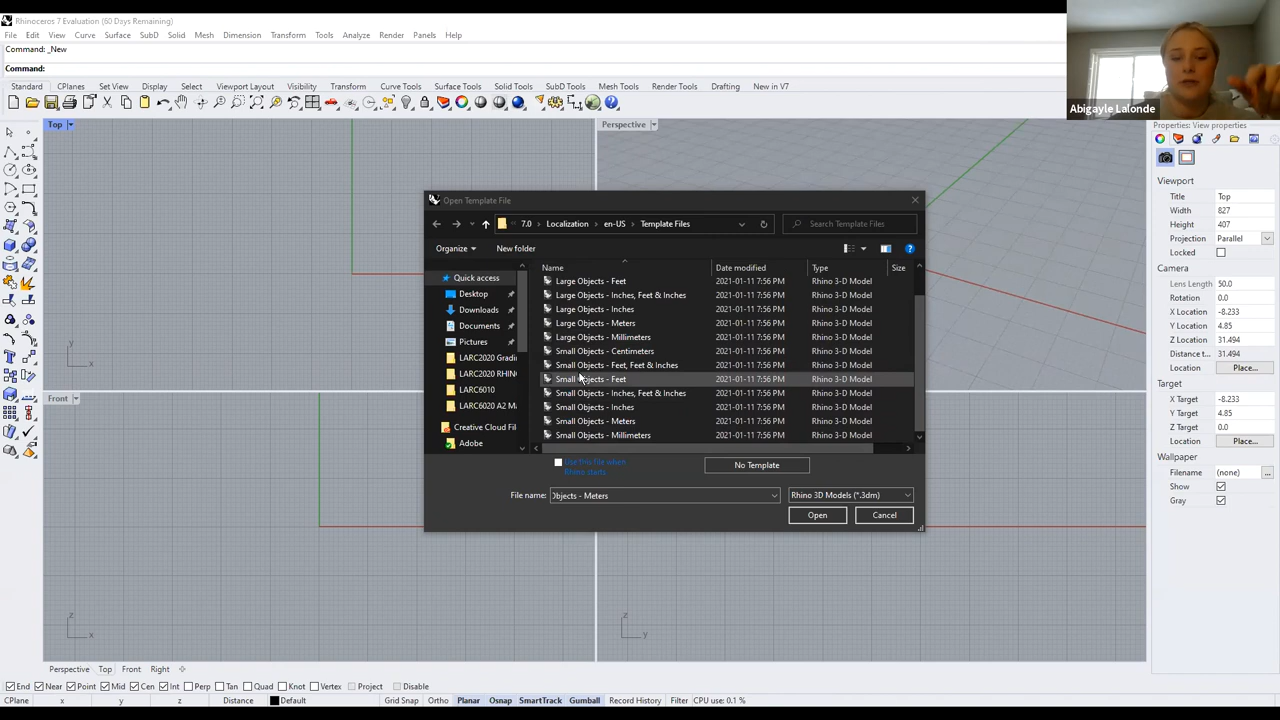 Rhinoceros 7 Evaluation (60 Days Remaining)
File Edit View Curve Surface SubD Solid Mesh Dimension Transform Tools Analyze Render Panels Help
Command: _New
Command:
Standard CPlanes Set View Display Select Viewport Layout Visibility Transform Curve Tools Surface Tools Solid Tools SubD Tools Mesh Tools Render Tools Drafting New in V7
Abigayle Lalonde
Top
Perspective
Front
Open Template File
7.0 > Localization > en-US > Template Files
Search Template Files
Organize New folder
Quick access
Desktop
Downloads
Documents
Pictures
LARC2020 Gradin
LARC2020 RHIN
LARC6010
LARC6020 A2 M
Creative Cloud Fil
Adobe
Name Date modified Type Size
Large Objects - Feet 2021-01-11 7:56 PM Rhino 3-D Model
Large Objects - Inches, Feet & Inches 2021-01-11 7:56 PM Rhino 3-D Model
Large Objects - Inches 2021-01-11 7:56 PM Rhino 3-D Model
Large Objects - Meters 2021-01-11 7:56 PM Rhino 3-D Model
Large Objects - Millimeters 2021-01-11 7:56 PM Rhino 3-D Model
Small Objects - Centimeters 2021-01-11 7:56 PM Rhino 3-D Model
Small Objects - Feet, Feet & Inches 2021-01-11 7:56 PM Rhino 3-D Model
Small Objects - Feet 2021-01-11 7:56 PM Rhino 3-D Model
Small Objects - Inches, Feet & Inches 2021-01-11 7:56 PM Rhino 3-D Model
Small Objects - Inches 2021-01-11 7:56 PM Rhino 3-D Model
Small Objects - Meters 2021-01-11 7:56 PM Rhino 3-D Model
Small Objects - Millimeters 2021-01-11 7:56 PM Rhino 3-D Model
Use this file when
Rhino starts
No Template
File name: Objects - Meters
Rhino 3D Models (*.3dm)
Open Cancel
y
x
z
x
z
y
Properties: View properties
Viewport
Title Top
Width 827
Height 407
Projection Parallel
Locked
Camera
Lens Length 50.0
Rotation 0.0
X Location -8.233
Y Location 4.85
Z Location 31.494
Distance t... 31.494
Location Place...
Target
X Target -8.233
Y Target 4.85
Z Target 0.0
Location Place...
Wallpaper
Filename (none) ...
Show
Gray
Perspective Top Front Right
End Near Point Mid Cen Int Perp Tan Quad Knot Vertex Project Disable
CPlane x y z Distance Default Grid Snap Ortho Planar Osnap SmartTrack Gumball Record History Filter CPU use: 0.1 %